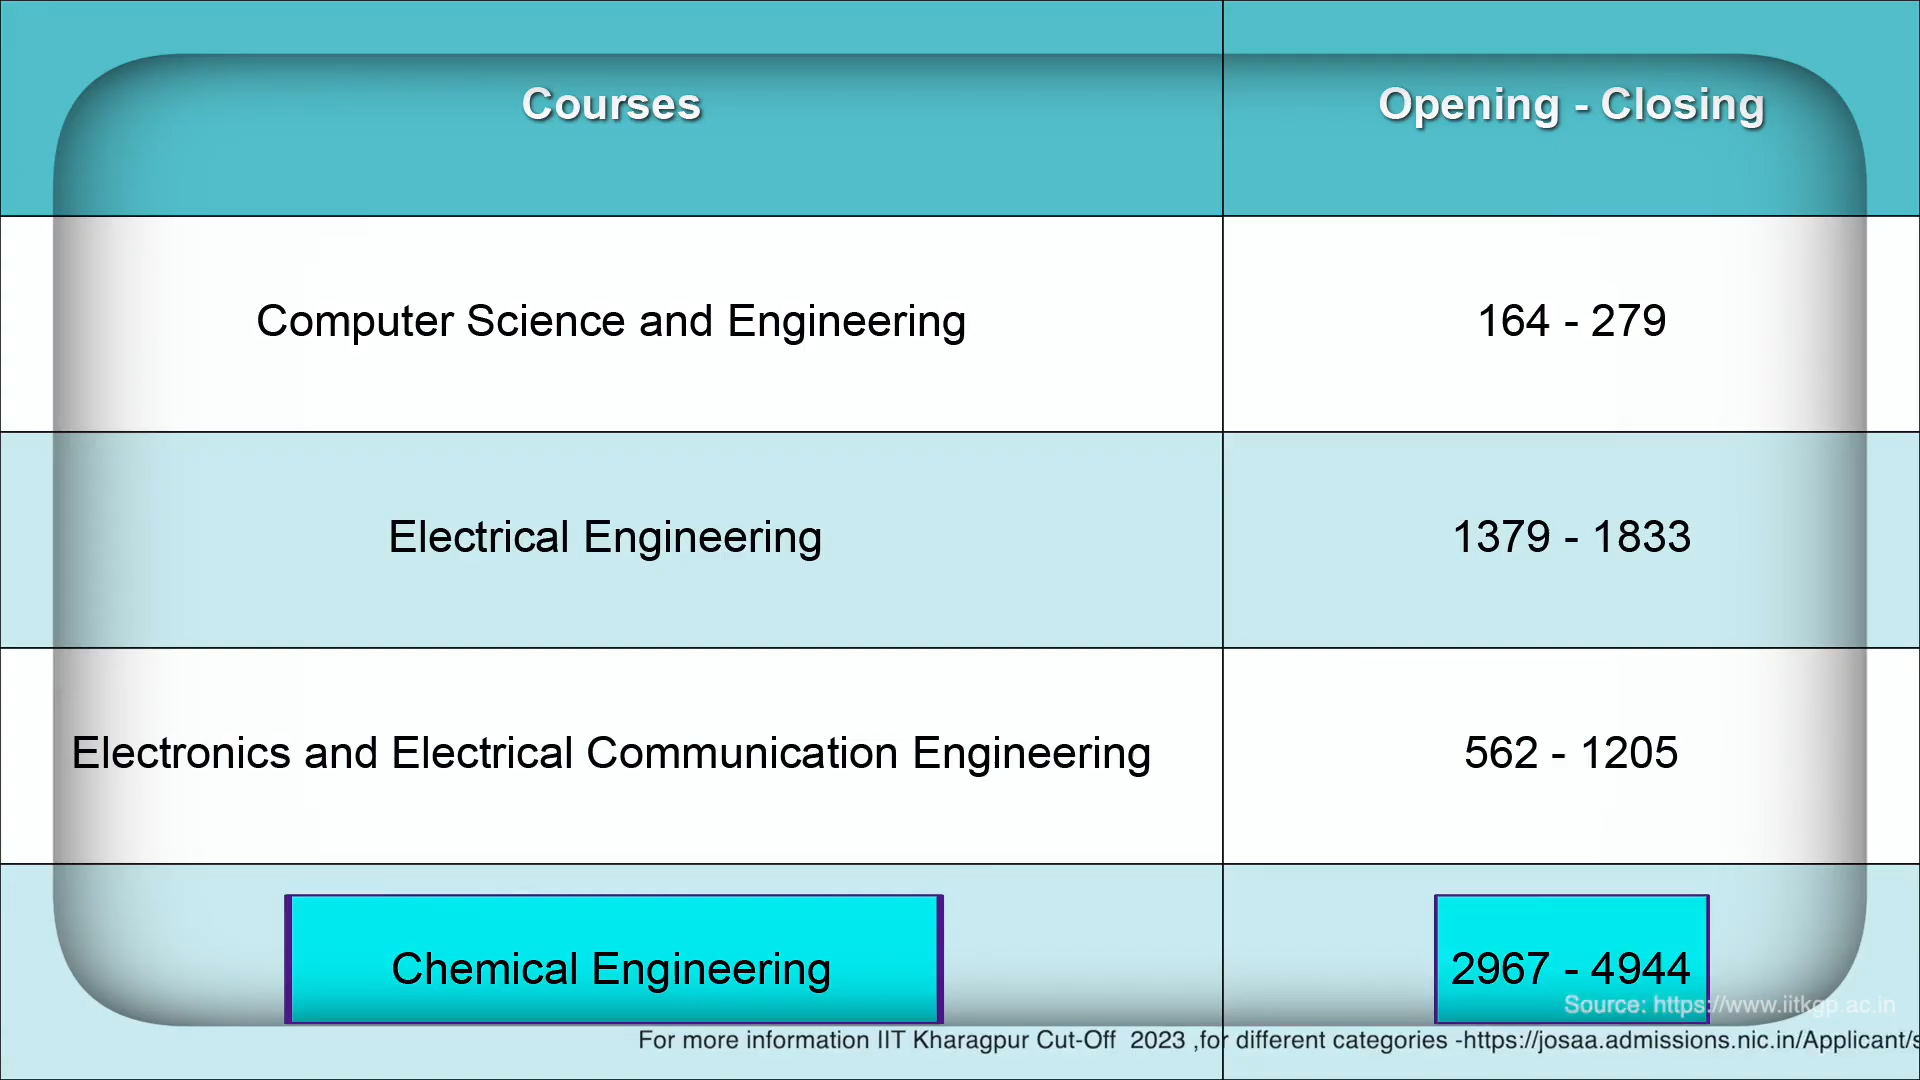 Courses Opening - Closing
Computer Science and Engineering 164 - 279
Electrical Engineering 1379 - 1833
Electronics and Electrical Communication Engineering 562 - 1205
Chemical Engineering 2967 - 4944
Source: https://www.iitkgp.ac.in
For more information IIT Kharagpur Cut-Off 2023 ,for different categories -https://josaa.admissions.nic.in/Applicant/s